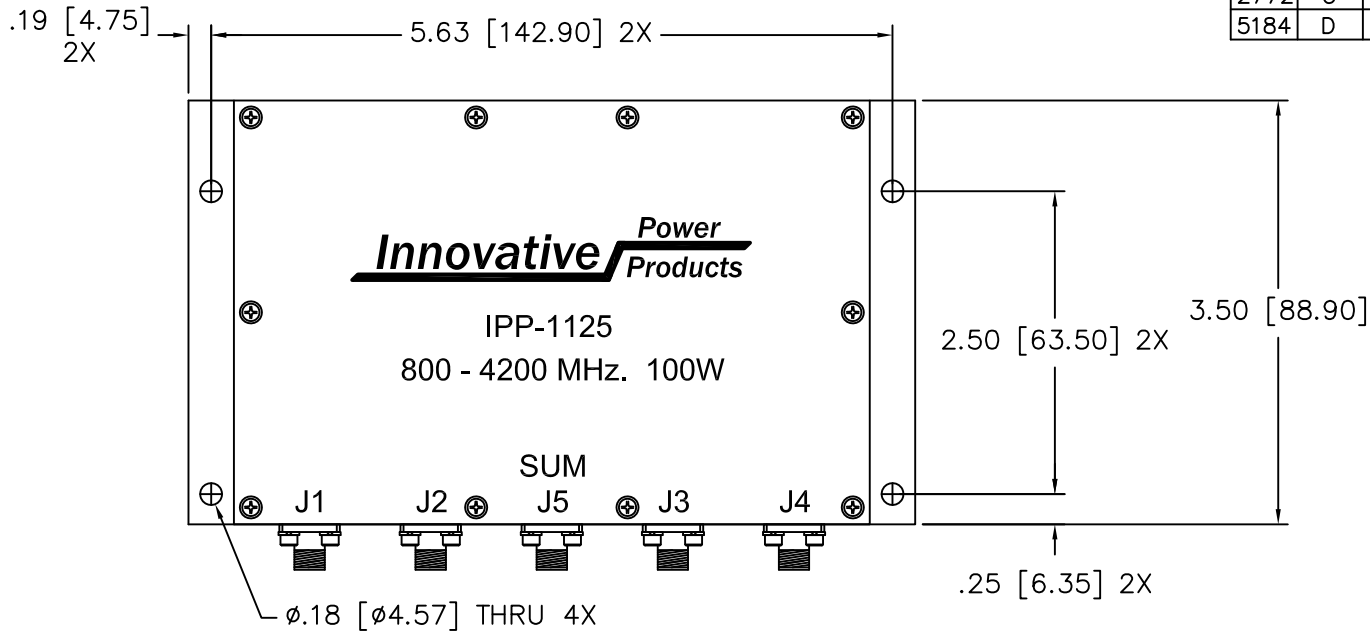 .19 [4.75]
2X
5.63 [142.90] 2X
5184 D
Innovative Power Products
IPP-1125
800 - 4200 MHz. 100W
2.50 [63.50] 2X
3.50 [88.90]
SUM
J1 J2 J5 J3 J4
.25 [6.35] 2X
ø.18 [ø4.57] THRU 4X